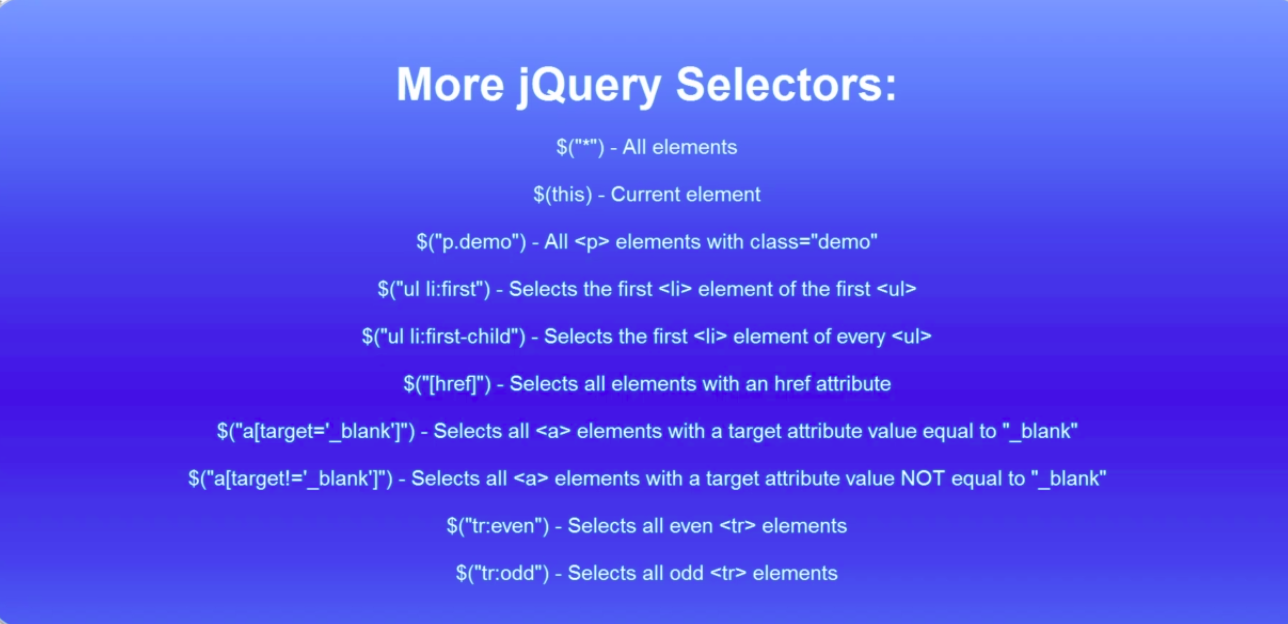 More jQuery Selectors:
$("*") - All elements
$(this) - Current element
$("p.demo") - All <p> elements with class="demo"
$("ul li:first") - Selects the first <li> element of the first <ul>
$("ul li:first-child") - Selects the first <li> element of every <ul>
$("[href]") - Selects all elements with an href attribute
$("a[target='_blank']") - Selects all <a> elements with a target attribute value equal to "_blank"
$("a[target!='_blank']") - Selects all <a> elements with a target attribute value NOT equal to "_blank"
$("tr:even") - Selects all even <tr> elements
$("tr:odd") - Selects all odd <tr> elements